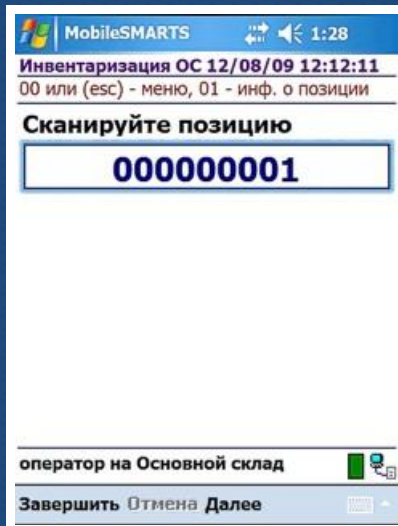 MobileSMARTS 1:28
Инвентаризация ОС 12/08/09 12:12:11
00 или (esc) - меню, 01 - инф. о позиции
Сканируйте позицию
000000001
оператор на Основной склад
Завершить Отмена Далее